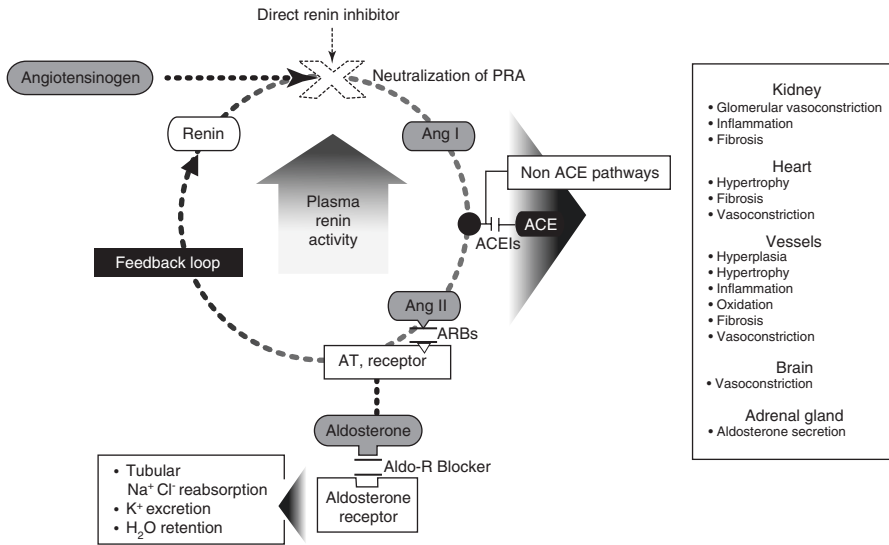 Direct renin inhibitor
Angiotensinogen
Neutralization of PRA
Renin
Ang I
Plasma
renin
activity
Non ACE pathways
ACE
ACEIs
Feedback loop
Ang II
ARBs
AT, receptor
Aldosterone
Aldo-R Blocker
Aldosterone
receptor
• Tubular
Na⁺ Cl⁻ reabsorption
• K⁺ excretion
• H₂O retention
Kidney
• Glomerular vasoconstriction
• Inflammation
• Fibrosis
Heart
• Hypertrophy
• Fibrosis
• Vasoconstriction
Vessels
• Hyperplasia
• Hypertrophy
• Inflammation
• Oxidation
• Fibrosis
• Vasoconstriction
Brain
• Vasoconstriction
Adrenal gland
• Aldosterone secretion